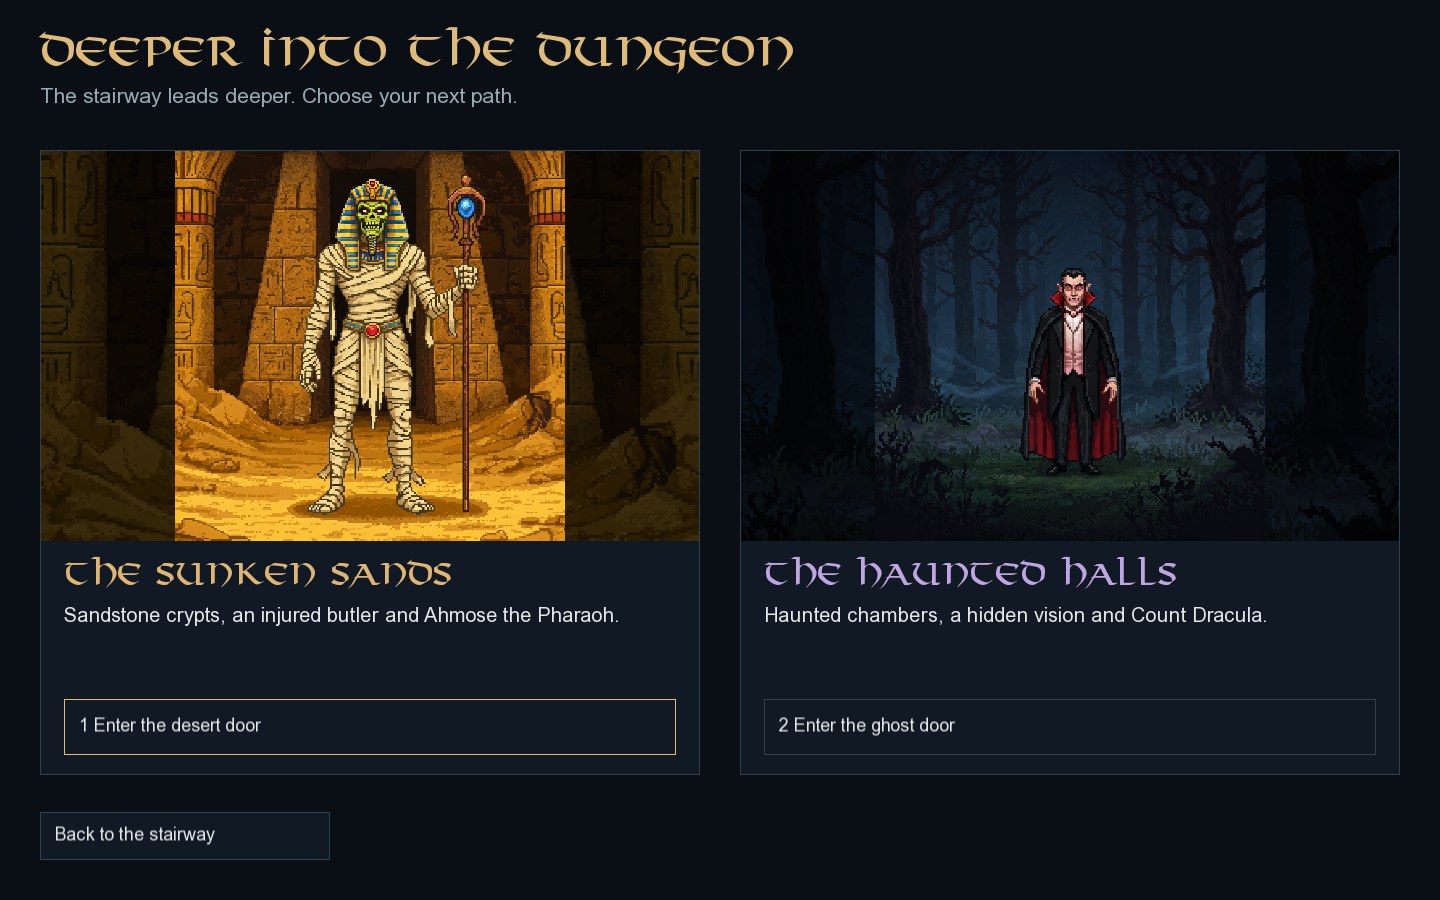 Deeper into the Dungeon
The stairway leads deeper. Choose your next path.
The Sunken Sands
Sandstone crypts, an injured butler and Ahmose the Pharaoh.
1 Enter the desert door
The Haunted Halls
Haunted chambers, a hidden vision and Count Dracula.
2 Enter the ghost door
Back to the stairway